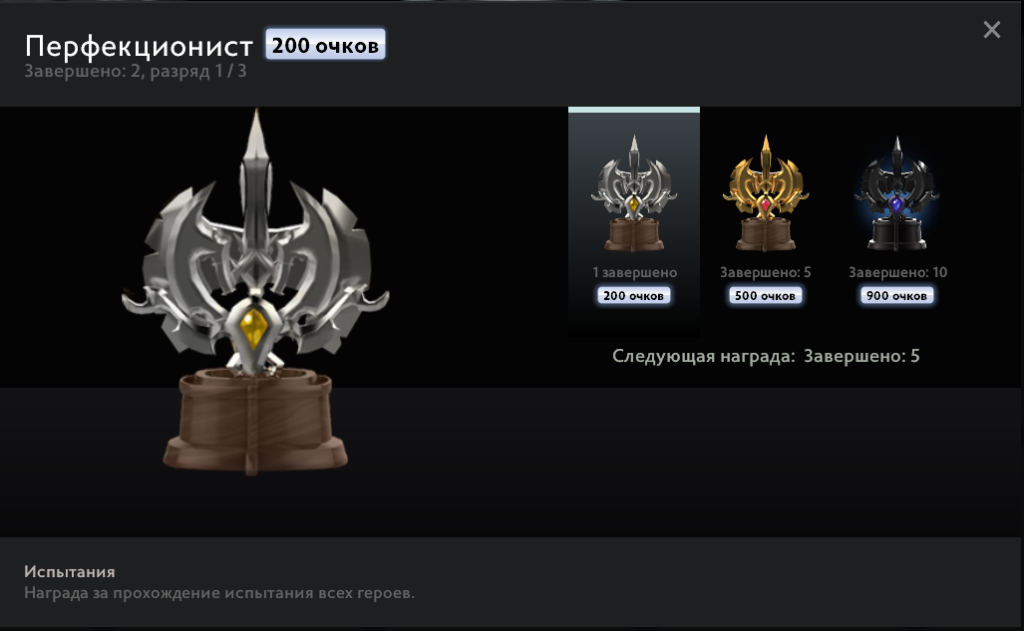 Перфекционист 200 очков
Завершено: 2, разряд 1 / 3
1 завершено Завершено: 5 Завершено: 10
200 очков 500 очков 900 очков
Следующая награда: Завершено: 5
Испытания
Награда за прохождение испытания всех героев.